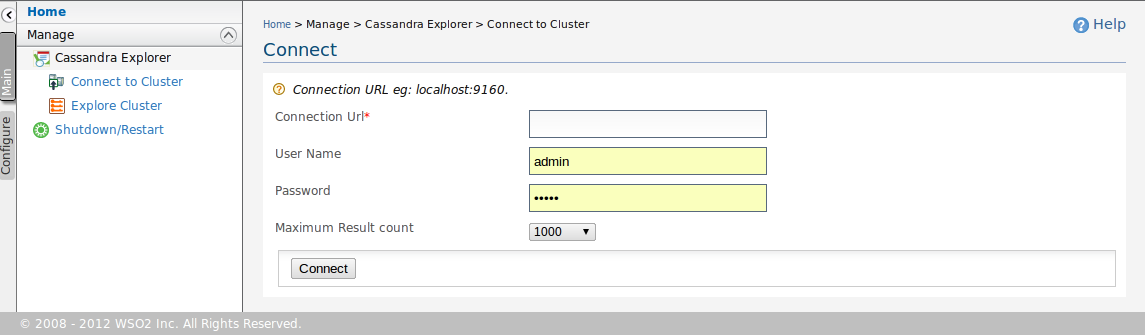 Home
Manage
Cassandra Explorer
Connect to Cluster
Explore Cluster
Shutdown/Restart
Main
Configure
Home > Manage > Cassandra Explorer > Connect to Cluster
Help
Connect
Connection URL eg: localhost:9160.
Connection Url*
User Name
admin
Password
•••••
Maximum Result count
1000
Connect
© 2008 - 2012 WSO2 Inc. All Rights Reserved.